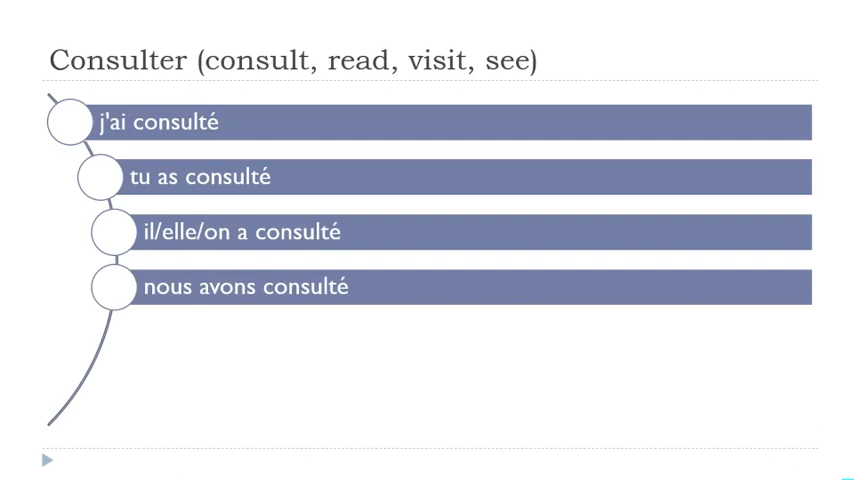 Consulter (consult, read, visit, see)
j'ai consulté
tu as consulté
il/elle/on a consulté
nous avons consulté